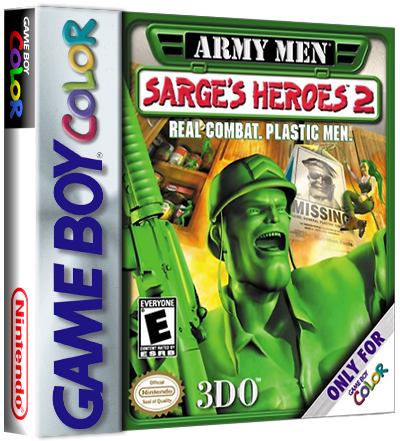 GAME BOY
COLOR
Nintendo
GAME BOY COLOR
ARMY MEN
SARGE'S HEROES 2
REAL COMBAT. PLASTIC MEN.
MISSING
EVERYONE
E
CONTENT RATED BY
ESRB
Official
Nintendo
Seal of Quality
3DO™
ONLY FOR
GAME BOY
COLOR